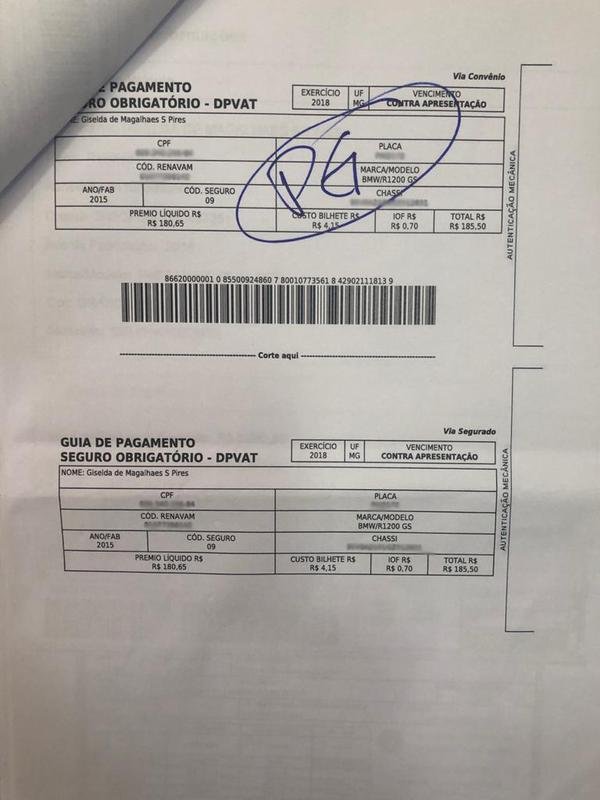 Via Convênio
E PAGAMENTO
RO OBRIGATÓRIO - DPVAT
EXERCÍCIO UF VENCIMENTO
2018 MG CONTRA APRESENTAÇÃO
E: Giselda de Magalhaes S Pires
CPF PLACA
CÓD. RENAVAM MARCA/MODELO
BMW/R1200 GS
ANO/FAB CÓD. SEGURO CHASSI
2015 09
PREMIO LÍQUIDO R$ CUSTO BILHETE R$ IOF R$ TOTAL R$
R$ 180,65 R$ 4,15 R$ 0,70 R$ 185,50
PG
AUTENTICAÇÃO MECÂNICA
86620000001 0 85500924860 7 80010773561 8 42902111813 9
Corte aqui
Via Segurado
GUIA DE PAGAMENTO
SEGURO OBRIGATÓRIO - DPVAT
EXERCÍCIO UF VENCIMENTO
2018 MG CONTRA APRESENTAÇÃO
NOME: Giselda de Magalhaes S Pires
CPF PLACA
CÓD. RENAVAM MARCA/MODELO
BMW/R1200 GS
ANO/FAB CÓD. SEGURO CHASSI
2015 09
PREMIO LÍQUIDO R$ CUSTO BILHETE R$ IOF R$ TOTAL R$
R$ 180,65 R$ 4,15 R$ 0,70 R$ 185,50
AUTENTICAÇÃO MECÂNICA